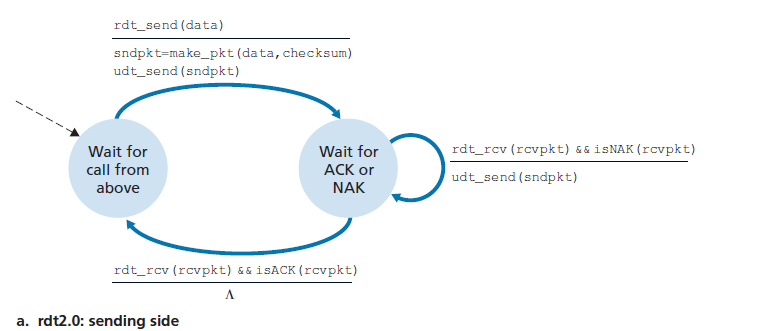 rdt_send(data)
sndpkt=make_pkt(data,checksum)
udt_send(sndpkt)
Wait for
call from
above
Wait for
ACK or
NAK
rdt_rcv(rcvpkt) && isNAK(rcvpkt)
udt_send(sndpkt)
rdt_rcv(rcvpkt) && isACK(rcvpkt)
Λ
a. rdt2.0: sending side